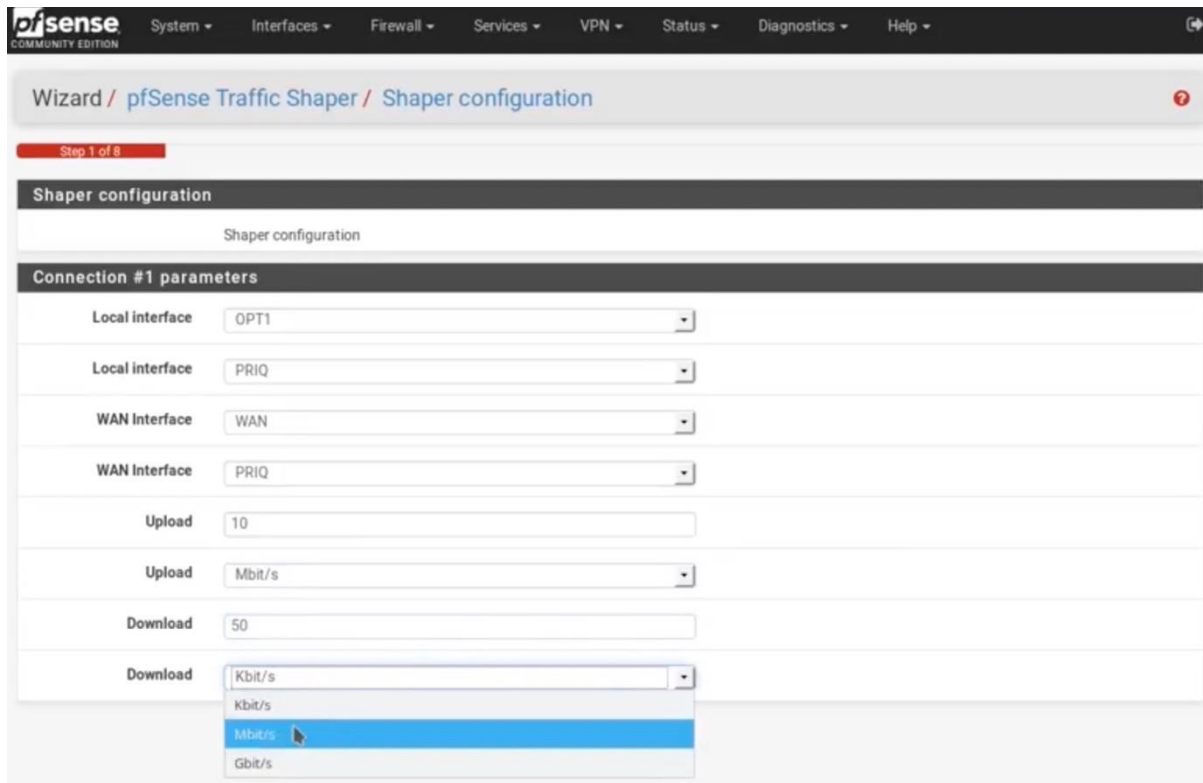 pfsense
COMMUNITY EDITION
System Interfaces Firewall Services VPN Status Diagnostics Help
Wizard / pfSense Traffic Shaper / Shaper configuration
Step 1 of 8
Shaper configuration
Shaper configuration
Connection #1 parameters
Local interface OPT1
Local interface PRIQ
WAN Interface WAN
WAN Interface PRIQ
Upload 10
Upload Mbit/s
Download 50
Download Kbit/s
Kbit/s
Mbit/s
Gbit/s